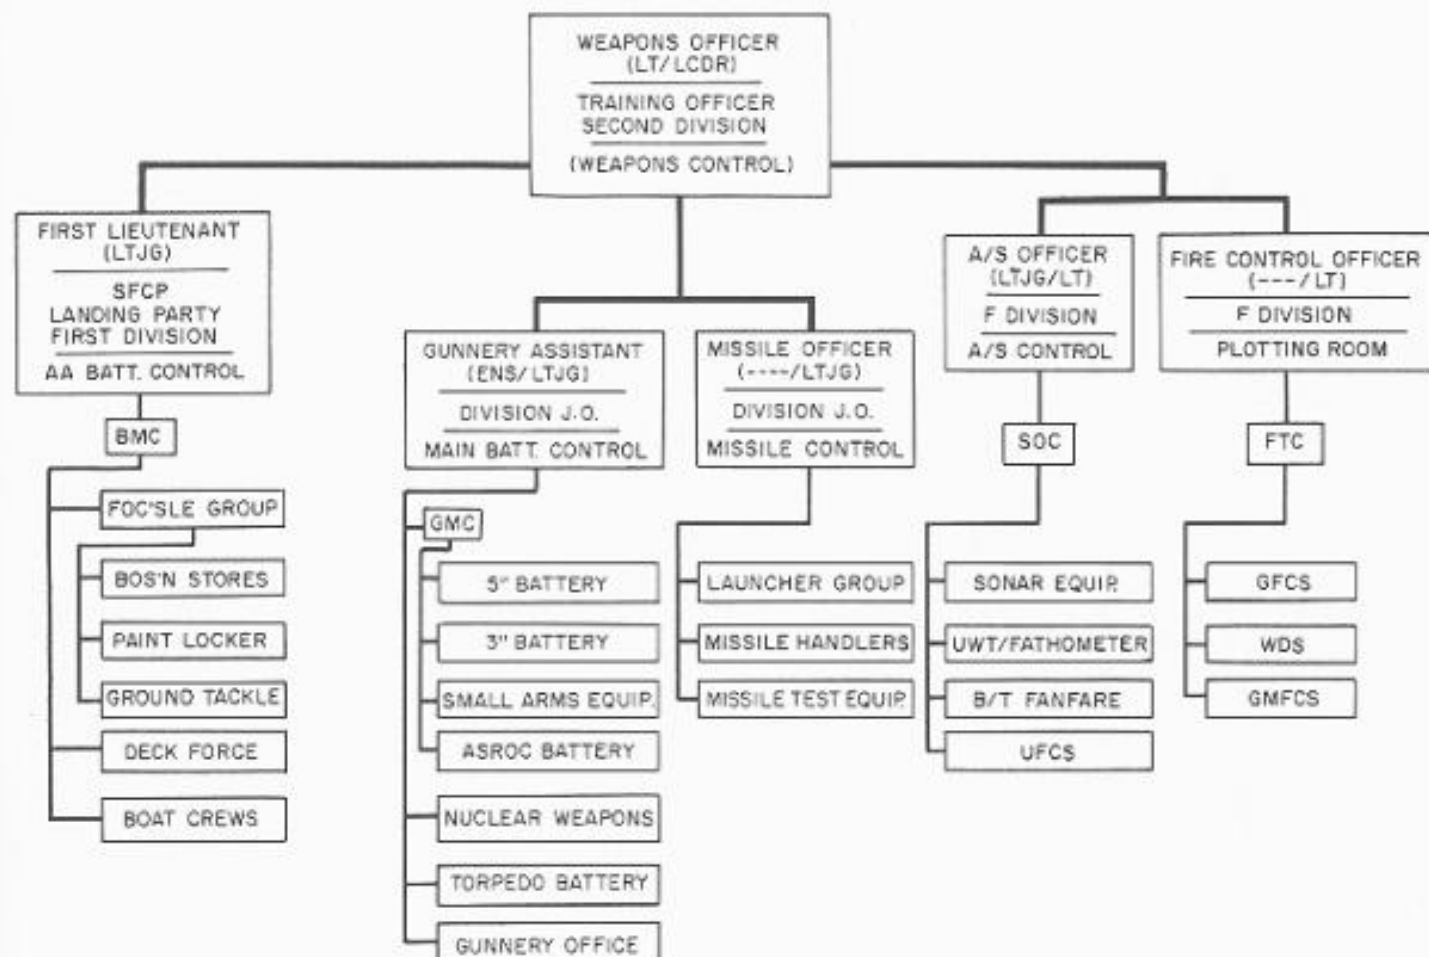 WEAPONS OFFICER
(LT/LCDR)
TRAINING OFFICER
SECOND DIVISION
(WEAPONS CONTROL)
FIRST LIEUTENANT
(LTJG)
SFCP
LANDING PARTY
FIRST DIVISION
AA BATT. CONTROL
BMC
FOC"SLE GROUP
BOS'N STORES
PAINT LOCKER
GROUND TACKLE
DECK FORCE
BOAT CREWS
GUNNERY ASSISTANT
(ENS/LTJG)
DIVISION J.O.
MAIN BATT. CONTROL
GMC
5" BATTERY
3" BATTERY
SMALL ARMS EQUIP.
ASROC BATTERY
NUCLEAR WEAPONS
TORPEDO BATTERY
GUNNERY OFFICE
MISSILE OFFICER
(----/LTJG)
DIVISION J.O.
MISSILE CONTROL
LAUNCHER GROUP
MISSILE HANDLERS
MISSILE TEST EQUIP.
A/S OFFICER
(LTJG/LT)
F DIVISION
A/S CONTROL
SOC
SONAR EQUIP.
UWT/FATHOMETER
B/T FANFARE
UFCS
FIRE CONTROL OFFICER
(---/LT)
F DIVISION
PLOTTING ROOM
FTC
GFCS
WDS
GMFCS